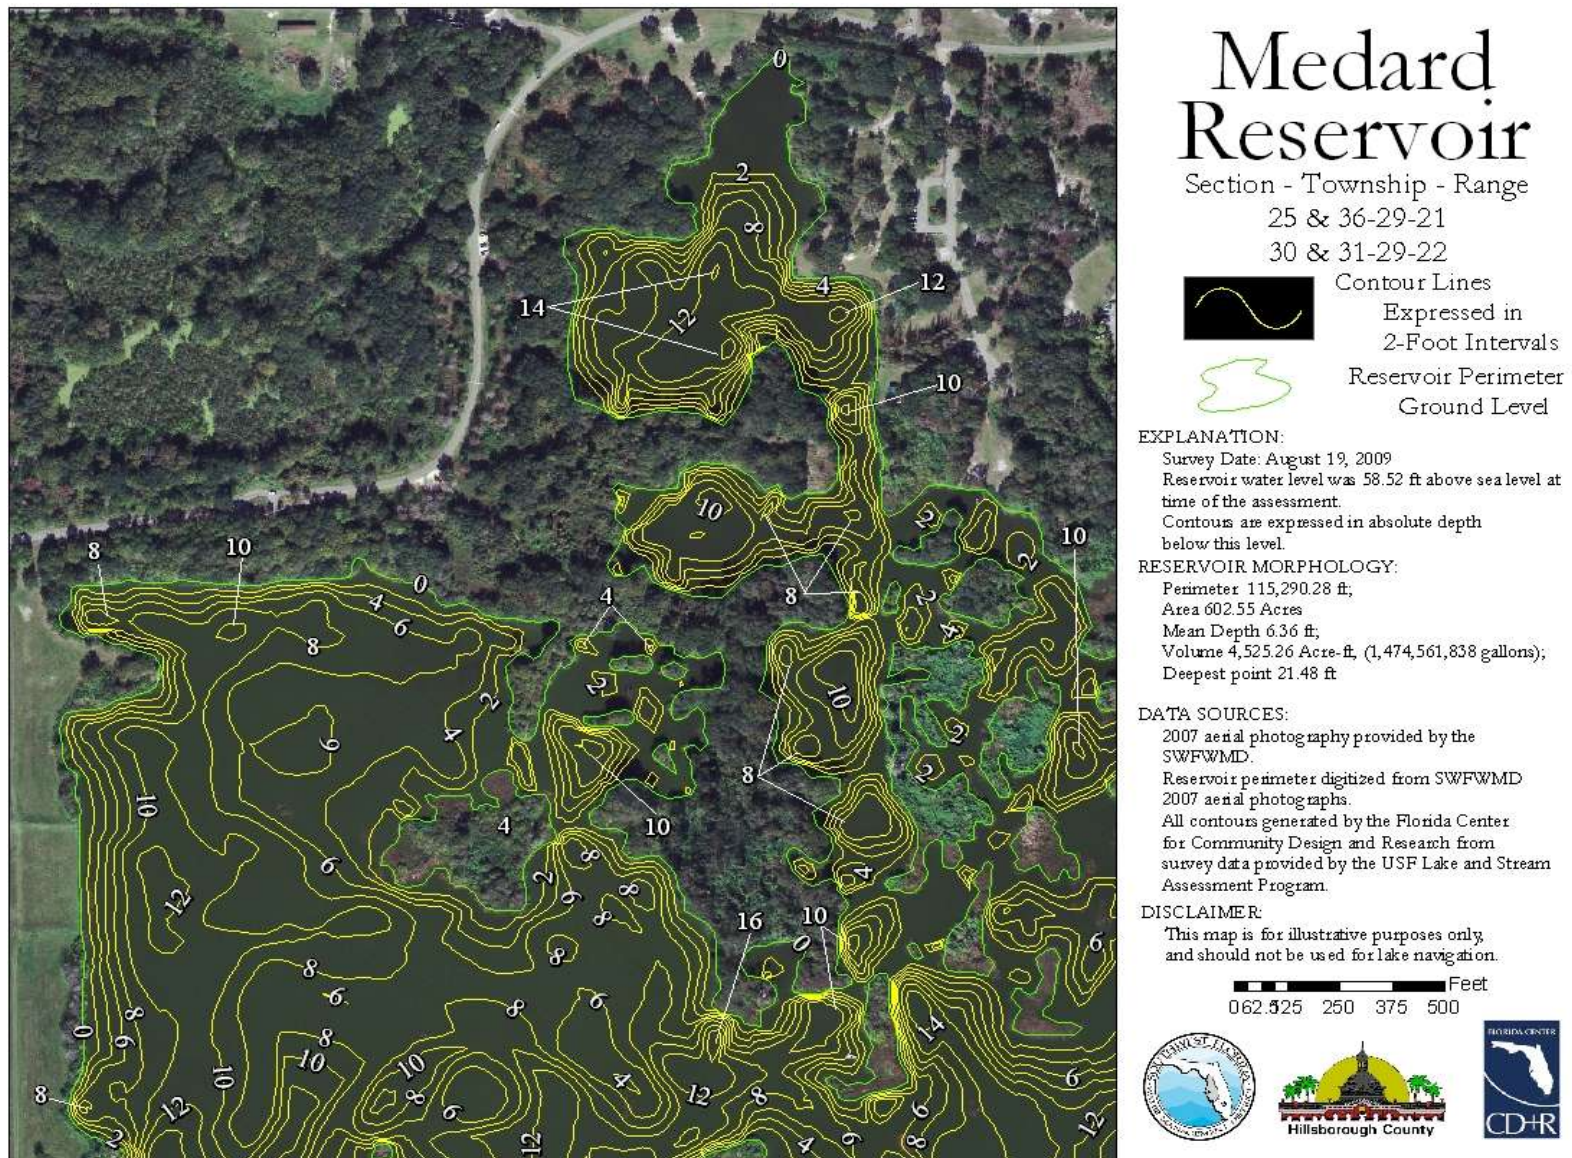 Medard
Reservoir
Section - Township - Range
25 & 36-29-21
30 & 31-29-22
Contour Lines
Expressed in
2-Foot Intervals
Reservoir Perimeter
Ground Level
EXPLANATION:
Survey Date: August 19, 2009
Reservoir water level was 58.52 ft above sea level at
time of the assessment.
Contours are expressed in absolute depth
below this level.
RESERVOIR MORPHOLOGY:
Perimeter 115,290.28 ft;
Area 602.55 Acres
Mean Depth 6.36 ft;
Volume 4,525.26 Acre-ft, (1,474,561,838 gallons);
Deepest point 21.48 ft
DATA SOURCES:
2007 aerial photography provided by the
SWFWMD.
Reservoir perimeter digitized from SWFWMD
2007 aerial photographs.
All contours generated by the Florida Center
for Community Design and Research from
survey data provided by the USF Lake and Stream
Assessment Program.
DISCLAIMER:
This map is for illustrative purposes only,
and should not be used for lake navigation.
Feet
0 62.5 125 250 375 500
SOUTHWEST FLORIDA
WATER MANAGEMENT DISTRICT
Hillsborough County
FLORIDA CENTER
CD+R
0
2
8
4
12
14
12
10
10
8
2
2
10
8
10
0
4
6
8
4
2
4
2
10
2
2
8
2
4
6
10
4
10
6
8
2
6
8
8
4
12
16
10
0
6
8
8
6
8
6
0
8
6
8
10
10
10
14
8
6
4
12
8
6
6
8
12
2
12
4
6
8
12